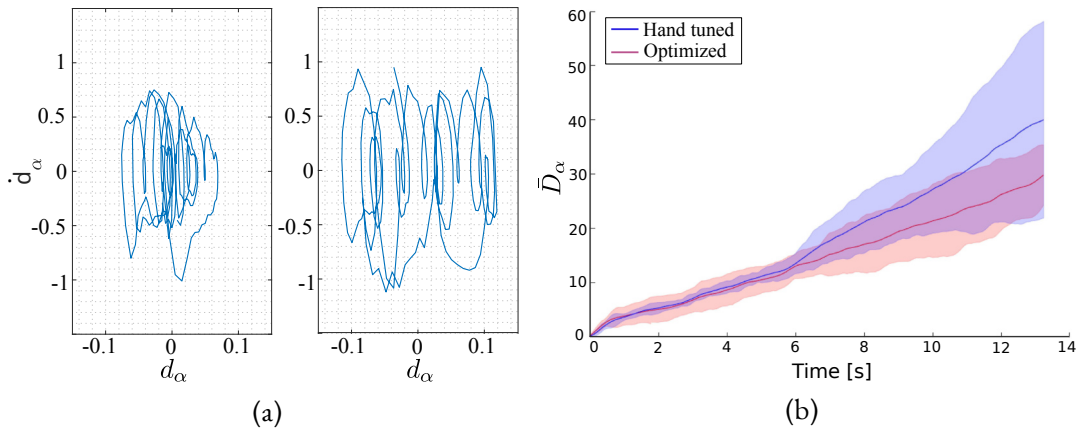 1
0.5
0
-0.5
-1
ḋ_α
-0.1 0 0.1
d_α
1
0.5
0
-0.5
-1
-0.1 0 0.1
d_α
(a)
Hand tuned
Optimized
60
50
40
30
20
10
0
D̄_α
0 2 4 6 8 10 12 14
Time [s]
(b)